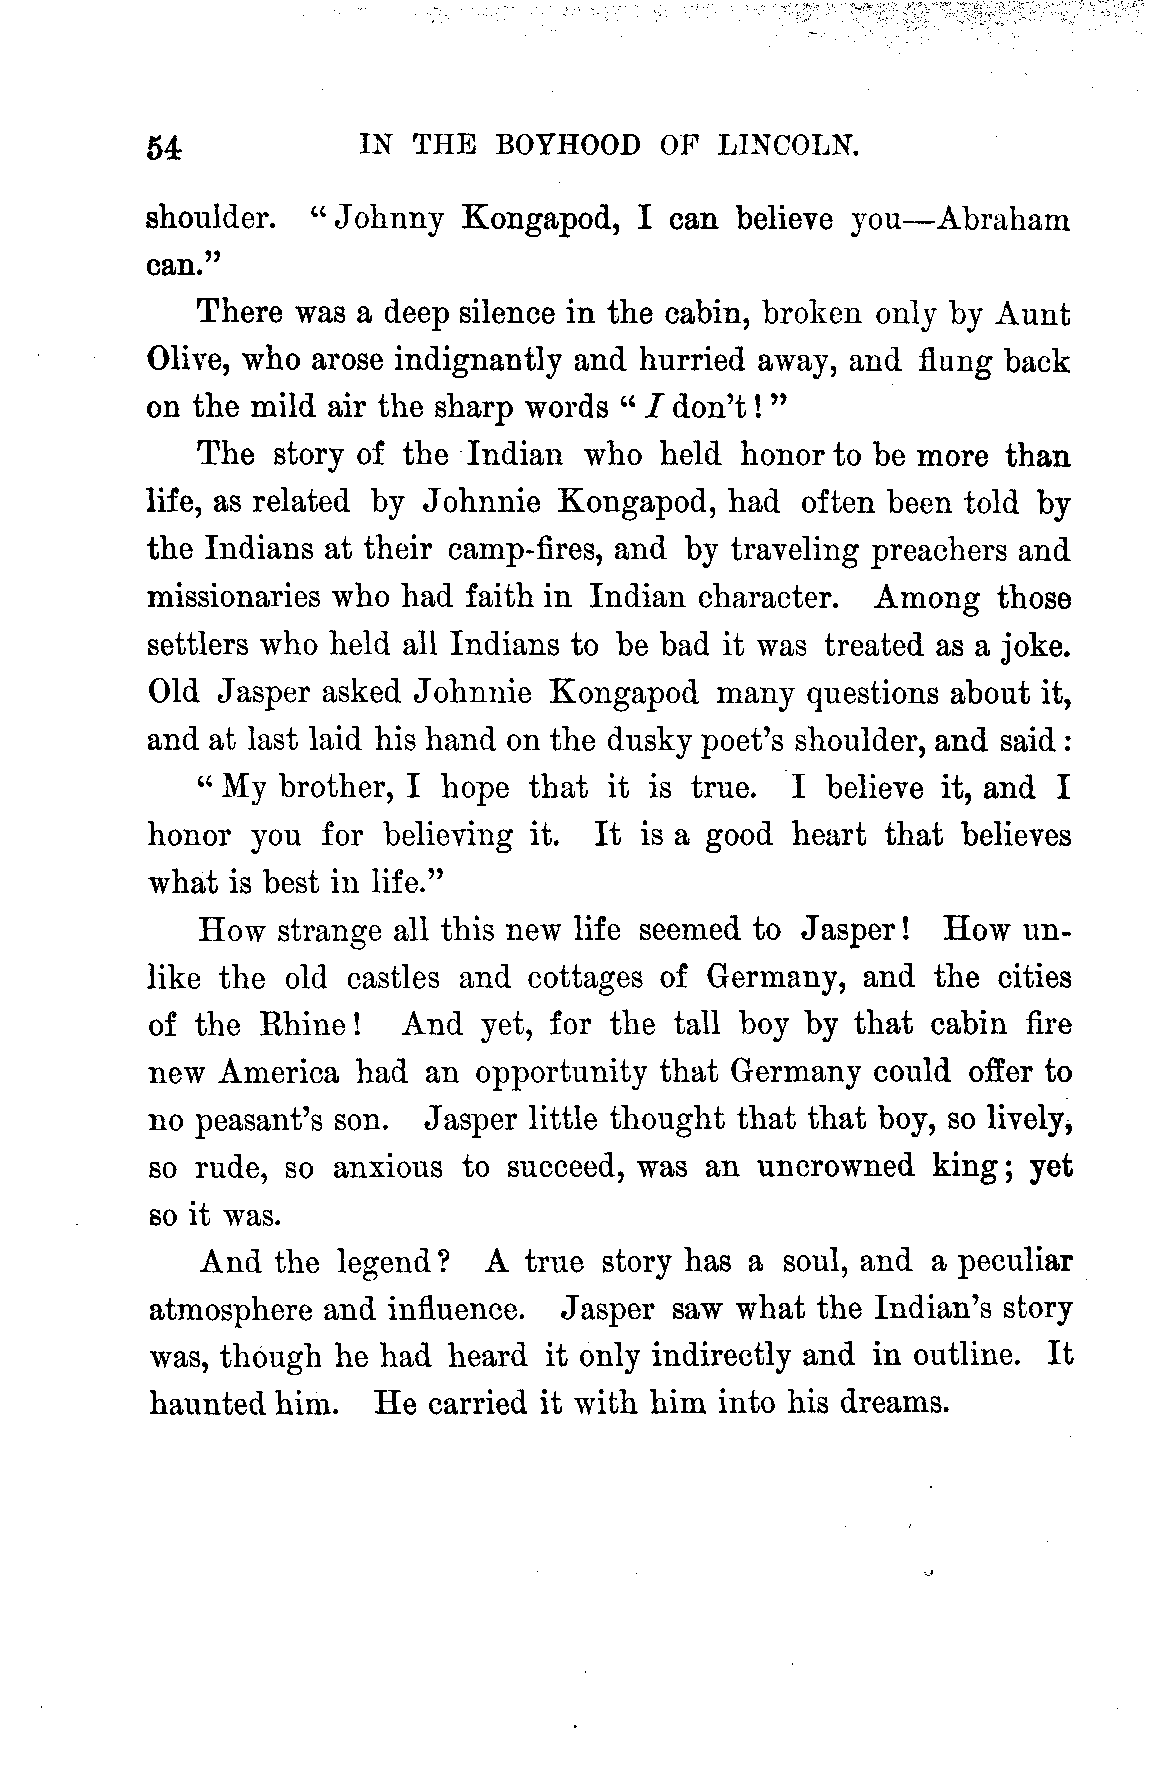 54 IN THE BOYHOOD OF LINCOLN.
shoulder. “Johnny Kongapod, I can believe you—Abraham
can.”
There was a deep silence in the cabin, broken only by Aunt
Olive, who arose indignantly and hurried away, and flung back
on the mild air the sharp words “I don't!”
The story of the Indian who held honor to be more than
life, as related by Johnnie Kongapod, had often been told by
the Indians at their camp-fires, and by traveling preachers and
missionaries who had faith in Indian character. Among those
settlers who held all Indians to be bad it was treated as a joke.
Old Jasper asked Johnnie Kongapod many questions about it,
and at last laid his hand on the dusky poet's shoulder, and said:
“My brother, I hope that it is true. I believe it, and I
honor you for believing it. It is a good heart that believes
what is best in life.”
How strange all this new life seemed to Jasper! How un-
like the old castles and cottages of Germany, and the cities
of the Rhine! And yet, for the tall boy by that cabin fire
new America had an opportunity that Germany could offer to
no peasant's son. Jasper little thought that that boy, so lively,
so rude, so anxious to succeed, was an uncrowned king; yet
so it was.
And the legend? A true story has a soul, and a peculiar
atmosphere and influence. Jasper saw what the Indian's story
was, though he had heard it only indirectly and in outline. It
haunted him. He carried it with him into his dreams.